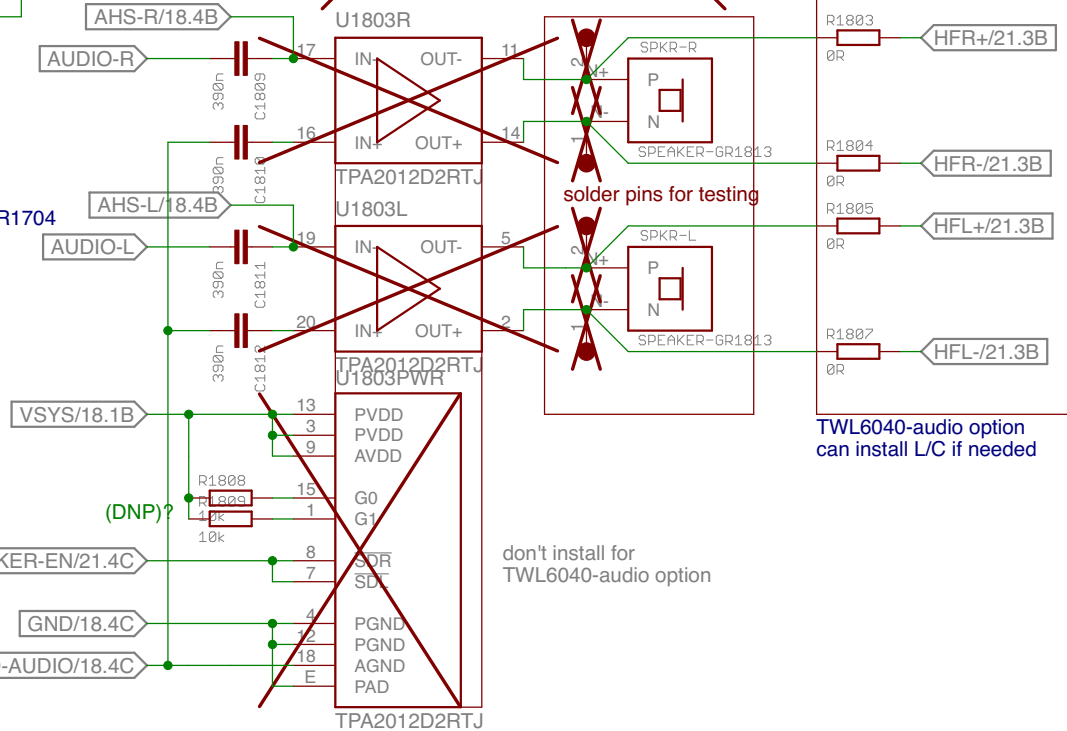 AHS-R/18.4B
U1803R
R1803
HFR+/21.3B
0R
AUDIO-R
390n
C1809
17
IN-
OUT-
11
2
SPKR-R
P
N
16
IN+
OUT+
14
1
SPEAKER-GR1813
R1804
HFR-/21.3B
0R
390n
TPA2012D2RTJ
solder pins for testing
AHS-L/18.4B
R1704
U1803L
R1805
HFL+/21.3B
0R
AUDIO-L
390n
C1811
19
IN-
OUT-
5
2
SPKR-L
P
N
20
IN+
OUT+
2
1
SPEAKER-GR1813
R1807
HFL-/21.3B
0R
390n
TPA2012D2RTJ
U1803PWR
VSYS/18.1B
13
PVDD
3
PVDD
9
AVDD
TWL6040-audio option
can install L/C if needed
R1808
R1809
15
G0
(DNP)?
10k
1
G1
10k
KER-EN/21.4C
8
SDR
7
SDL
don't install for
TWL6040-audio option
GND/18.4C
4
PGND
12
PGND
-AUDIO/18.4C
18
AGND
E
PAD
TPA2012D2RTJ